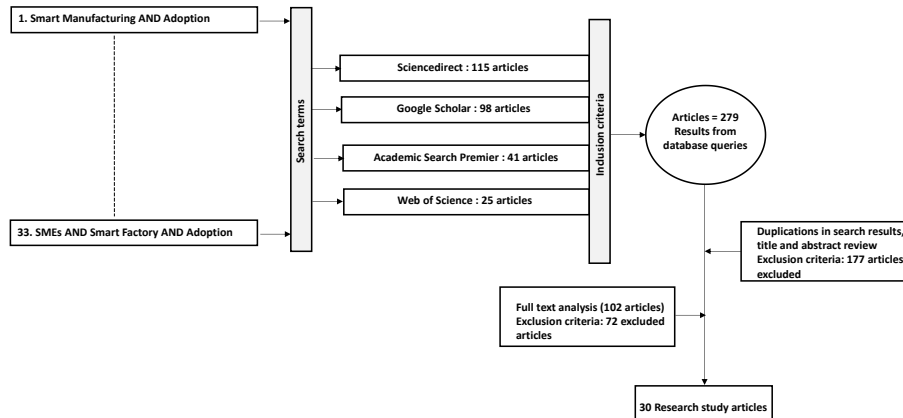 1. Smart Manufacturing AND Adoption
33. SMEs AND Smart Factory AND Adoption
Search terms
Sciencedirect : 115 articles
Google Scholar : 98 articles
Academic Search Premier : 41 articles
Web of Science : 25 articles
Inclusion criteria
Articles = 279
Results from
database queries
Duplications in search results,
title and abstract review
Exclusion criteria: 177 articles
excluded
Full text analysis (102 articles)
Exclusion criteria: 72 excluded
articles
30 Research study articles